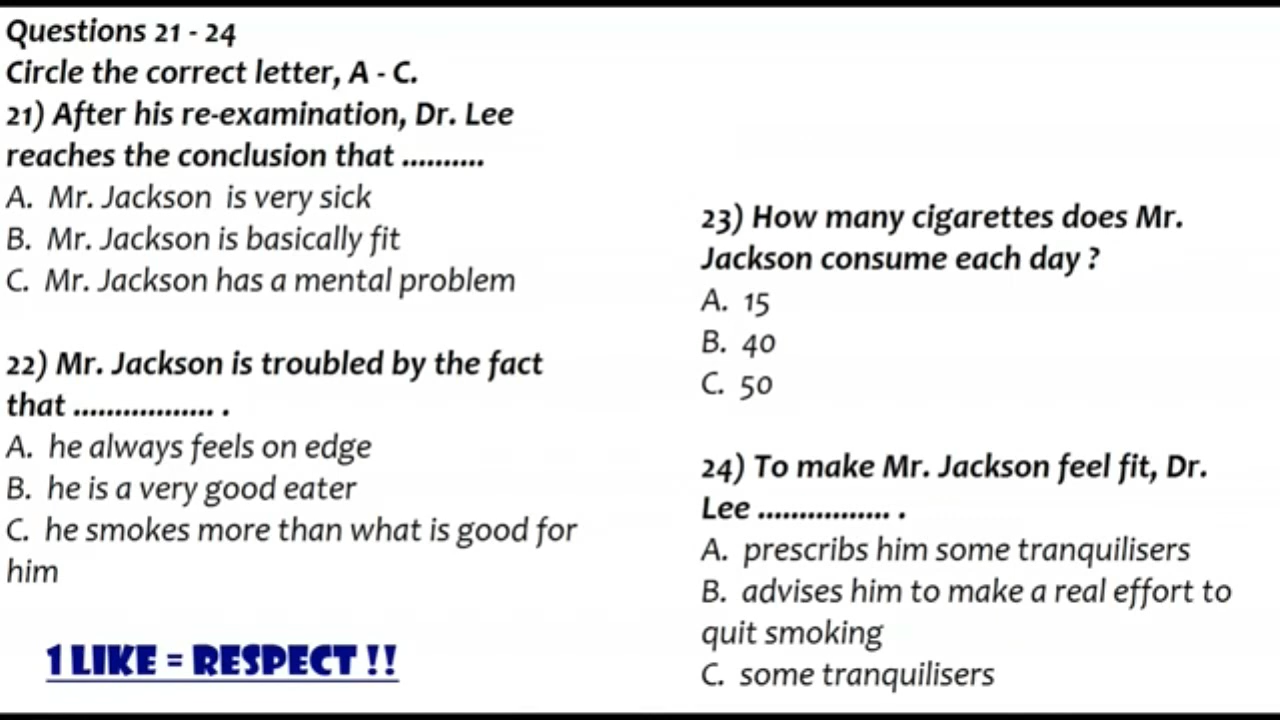 Questions 21 - 24
Circle the correct letter, A - C.
21) After his re-examination, Dr. Lee
reaches the conclusion that ..........
A. Mr. Jackson is very sick
B. Mr. Jackson is basically fit
C. Mr. Jackson has a mental problem
22) Mr. Jackson is troubled by the fact
that ................. .
A. he always feels on edge
B. he is a very good eater
C. he smokes more than what is good for
him
1 LIKE = RESPECT !!
23) How many cigarettes does Mr.
Jackson consume each day ?
A. 15
B. 40
C. 50
24) To make Mr. Jackson feel fit, Dr.
Lee ................ .
A. prescribs him some tranquilisers
B. advises him to make a real effort to
quit smoking
C. some tranquilisers